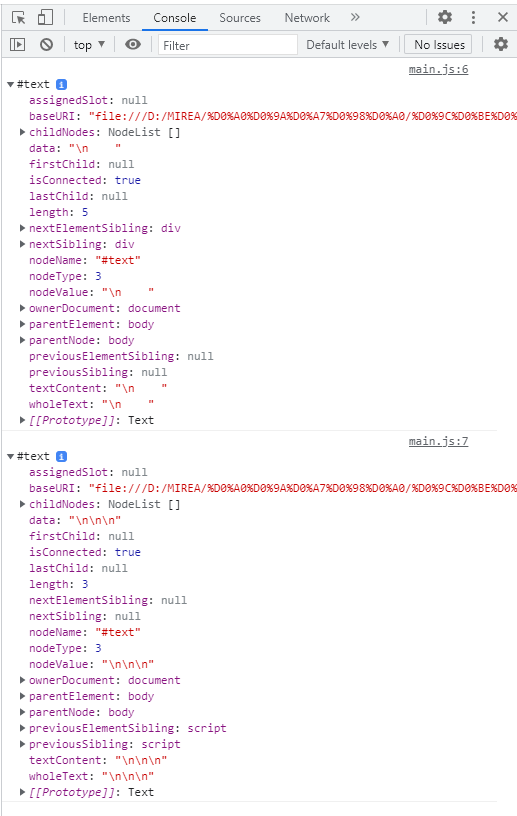 Elements Console Sources Network »
top ▼ Filter Default levels ▼ No Issues
main.js:6
▼#text i
assignedSlot: null
baseURI: "file:///D:/MIREA/%D0%A0%D0%9A%D0%A7%D0%98%D0%A0/%D0%9C%D0%BE%D0%
▶childNodes: NodeList []
data: "\n    "
firstChild: null
isConnected: true
lastChild: null
length: 5
▶nextElementSibling: div
▶nextSibling: div
nodeName: "#text"
nodeType: 3
nodeValue: "\n    "
▶ownerDocument: document
▶parentElement: body
▶parentNode: body
previousElementSibling: null
previousSibling: null
textContent: "\n    "
wholeText: "\n    "
▶[[Prototype]]: Text
main.js:7
▼#text i
assignedSlot: null
baseURI: "file:///D:/MIREA/%D0%A0%D0%9A%D0%A7%D0%98%D0%A0/%D0%9C%D0%BE%D0%
▶childNodes: NodeList []
data: "\n\n\n"
firstChild: null
isConnected: true
lastChild: null
length: 3
nextElementSibling: null
nextSibling: null
nodeName: "#text"
nodeType: 3
nodeValue: "\n\n\n"
▶ownerDocument: document
▶parentElement: body
▶parentNode: body
▶previousElementSibling: script
▶previousSibling: script
textContent: "\n\n\n"
wholeText: "\n\n\n"
▶[[Prototype]]: Text